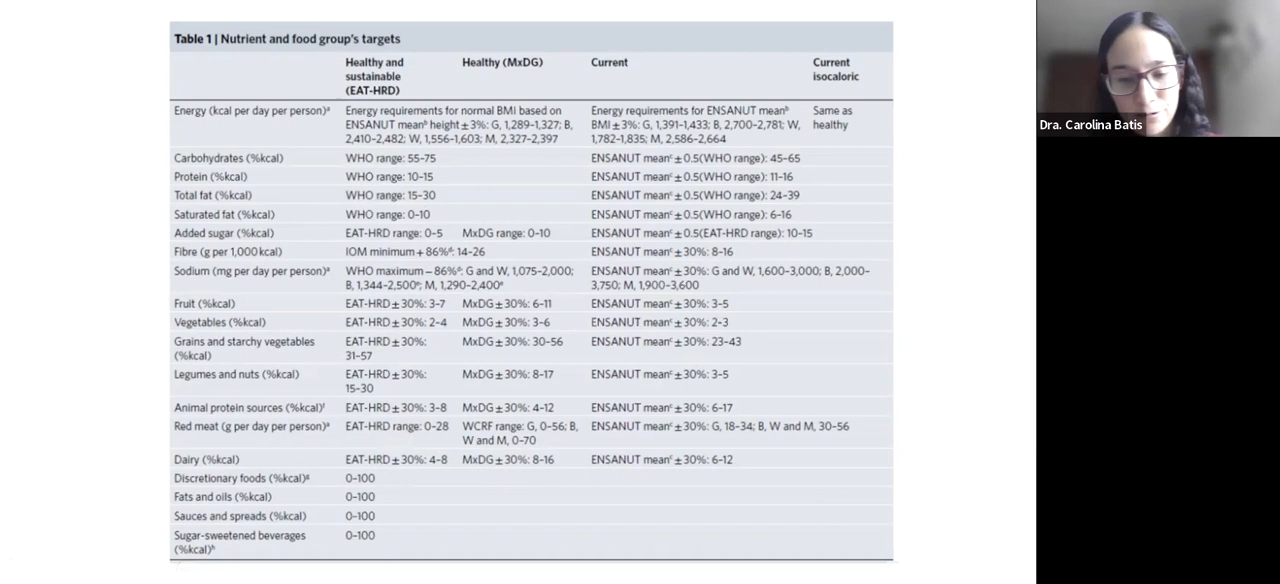 Table 1 | Nutrient and food group's targets
Healthy and sustainable (EAT-HRD) Healthy (MxDG) Current Current isocaloric
Energy (kcal per day per person)ᵃ Energy requirements for normal BMI based on ENSANUT meanᵇ height ± 3%: G, 1,289–1,327; B, 2,410–2,482; W, 1,556–1,603; M, 2,327–2,397 Energy requirements for ENSANUT meanᵇ BMI ± 3%: G, 1,391–1,433; B, 2,700–2,781; W, 1,782–1,835; M, 2,586–2,664 Same as healthy
Carbohydrates (%kcal) WHO range: 55–75 ENSANUT meanᶜ ± 0.5(WHO range): 45–65
Protein (%kcal) WHO range: 10–15 ENSANUT meanᶜ ± 0.5(WHO range): 11–16
Total fat (%kcal) WHO range: 15–30 ENSANUT meanᶜ ± 0.5(WHO range): 24–39
Saturated fat (%kcal) WHO range: 0–10 ENSANUT meanᶜ ± 0.5(WHO range): 6–16
Added sugar (%kcal) EAT-HRD range: 0–5 MxDG range: 0–10 ENSANUT meanᶜ ± 0.5(EAT-HRD range): 10–15
Fibre (g per 1,000 kcal) IOM minimum + 86%ᵈ: 14–26 ENSANUT meanᶜ ± 30%: 8–16
Sodium (mg per day per person)ᵃ WHO maximum – 86%ᵈ: G and W, 1,075–2,000; B, 1,344–2,500ᵉ; M, 1,290–2,400ᵉ ENSANUT meanᶜ ± 30%: G and W, 1,600–3,000; B, 2,000–3,750; M, 1,900–3,600
Fruit (%kcal) EAT-HRD ± 30%: 3–7 MxDG ± 30%: 6–11 ENSANUT meanᶜ ± 30%: 3–5
Vegetables (%kcal) EAT-HRD ± 30%: 2–4 MxDG ± 30%: 3–6 ENSANUT meanᶜ ± 30%: 2–3
Grains and starchy vegetables (%kcal) EAT-HRD ± 30%: 31–57 MxDG ± 30%: 30–56 ENSANUT meanᶜ ± 30%: 23–43
Legumes and nuts (%kcal) EAT-HRD ± 30%: 15–30 MxDG ± 30%: 8–17 ENSANUT meanᶜ ± 30%: 3–5
Animal protein sources (%kcal)ᶠ EAT-HRD ± 30%: 3–8 MxDG ± 30%: 4–12 ENSANUT meanᶜ ± 30%: 6–17
Red meat (g per day per person)ᵃ EAT-HRD range: 0–28 WCRF range: G, 0–56; B, W and M, 0–70 ENSANUT meanᶜ ± 30%: G, 18–34; B, W and M, 30–56
Dairy (%kcal) EAT-HRD ± 30%: 4–8 MxDG ± 30%: 8–16 ENSANUT meanᶜ ± 30%: 6–12
Discretionary foods (%kcal)ᵍ 0–100
Fats and oils (%kcal) 0–100
Sauces and spreads (%kcal) 0–100
Sugar-sweetened beverages (%kcal)ʰ 0–100
Dra. Carolina Batis